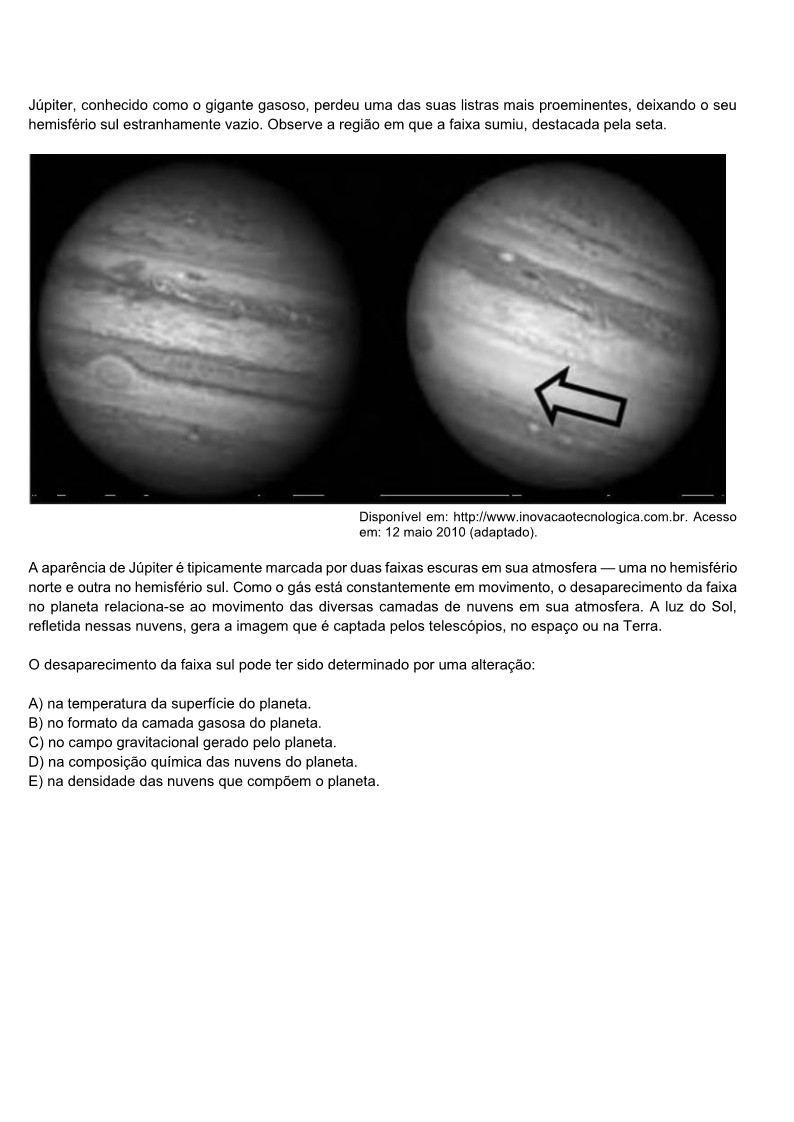 Júpiter, conhecido como o gigante gasoso, perdeu uma das suas listras mais proeminentes, deixando o seu
hemisfério sul estranhamente vazio. Observe a região em que a faixa sumiu, destacada pela seta.
Disponível em: http://www.inovacaotecnologica.com.br. Acesso
em: 12 maio 2010 (adaptado).
A aparência de Júpiter é tipicamente marcada por duas faixas escuras em sua atmosfera — uma no hemisfério
norte e outra no hemisfério sul. Como o gás está constantemente em movimento, o desaparecimento da faixa
no planeta relaciona-se ao movimento das diversas camadas de nuvens em sua atmosfera. A luz do Sol,
refletida nessas nuvens, gera a imagem que é captada pelos telescópios, no espaço ou na Terra.
O desaparecimento da faixa sul pode ter sido determinado por uma alteração:
A) na temperatura da superfície do planeta.
B) no formato da camada gasosa do planeta.
C) no campo gravitacional gerado pelo planeta.
D) na composição química das nuvens do planeta.
E) na densidade das nuvens que compõem o planeta.